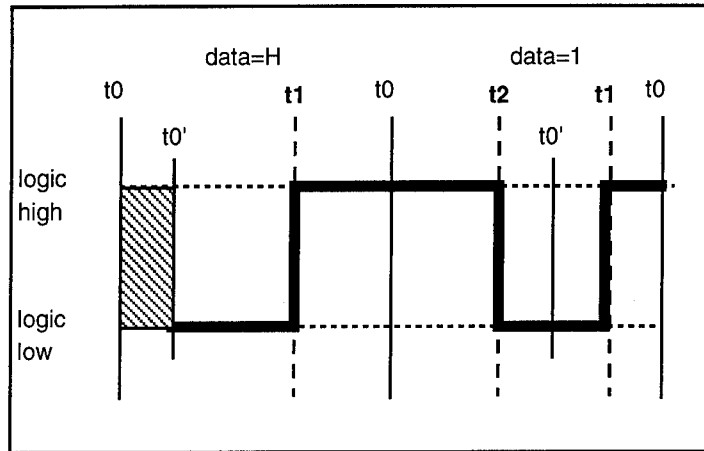 data=H data=1
t0 t1 t0 t2 t1 t0
t0' t0'
logic
high
logic
low